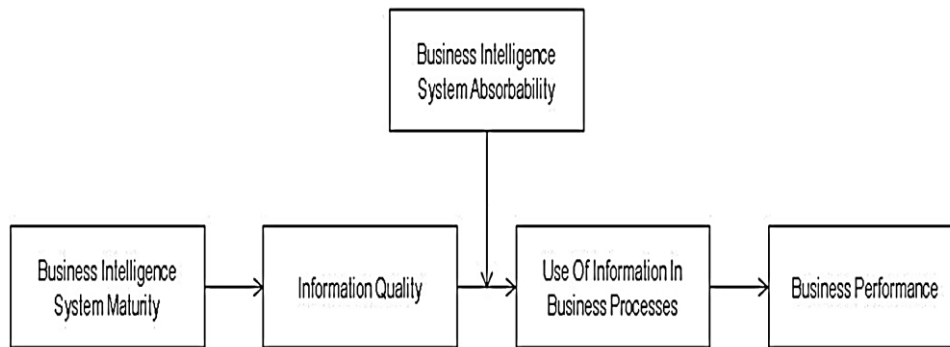 Business Intelligence
System Absorbability
Business Intelligence
System Maturity
Information Quality
Use Of Information In
Business Processes
Business Performance